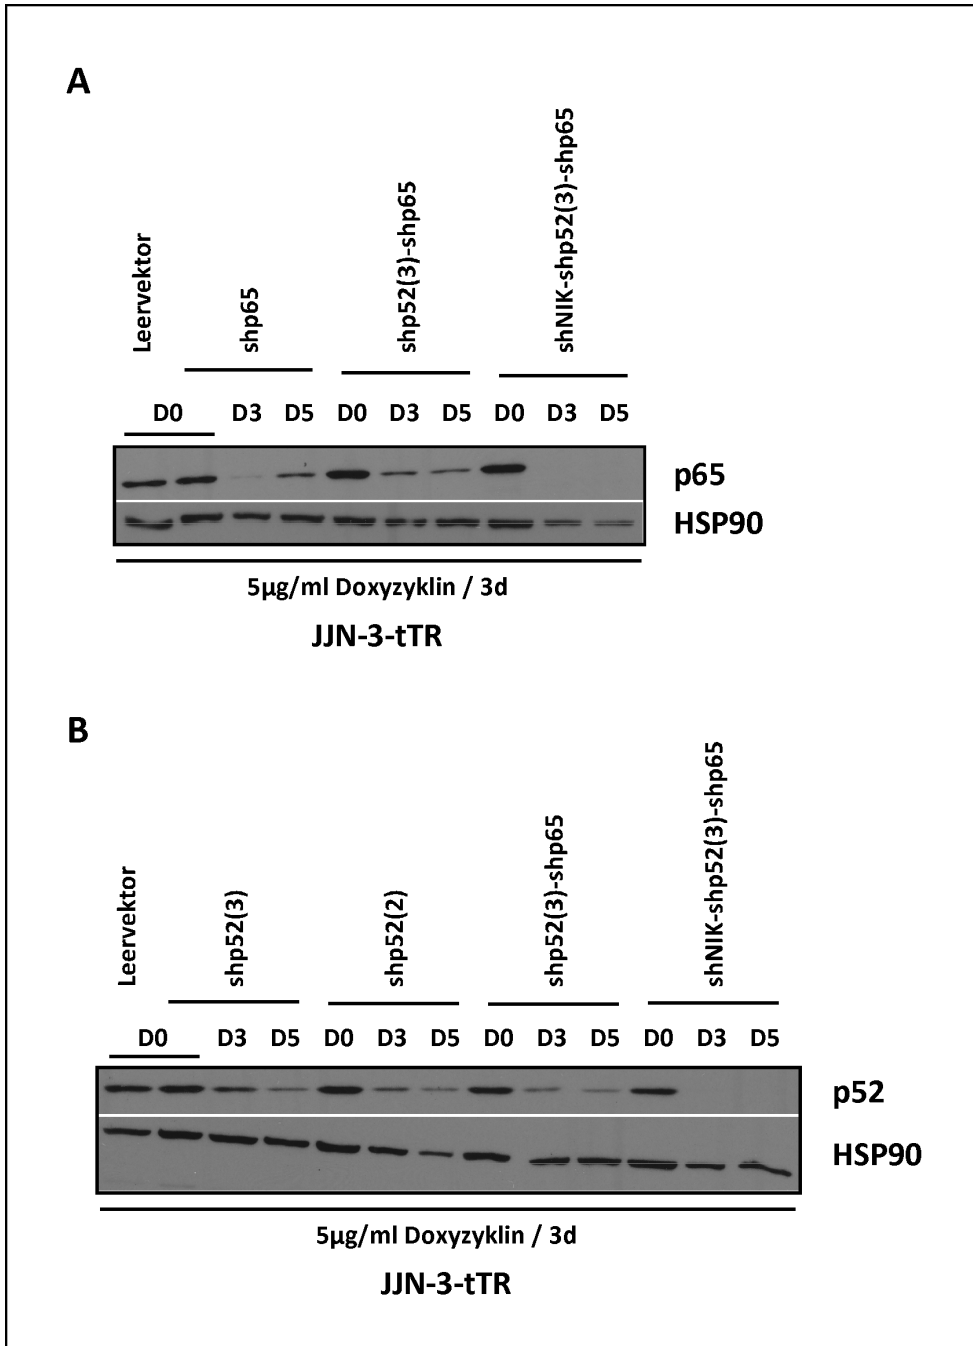 A
Leervektor
shp65
shp52(3)-shp65
shNIK-shp52(3)-shp65
D0 D3 D5 D0 D3 D5 D0 D3 D5
p65
HSP90
5µg/ml Doxyzyklin / 3d
JJN-3-tTR
B
Leervektor
shp52(3)
shp52(2)
shp52(3)-shp65
shNIK-shp52(3)-shp65
D0 D3 D5 D0 D3 D5 D0 D3 D5 D0 D3 D5
p52
HSP90
5µg/ml Doxyzyklin / 3d
JJN-3-tTR